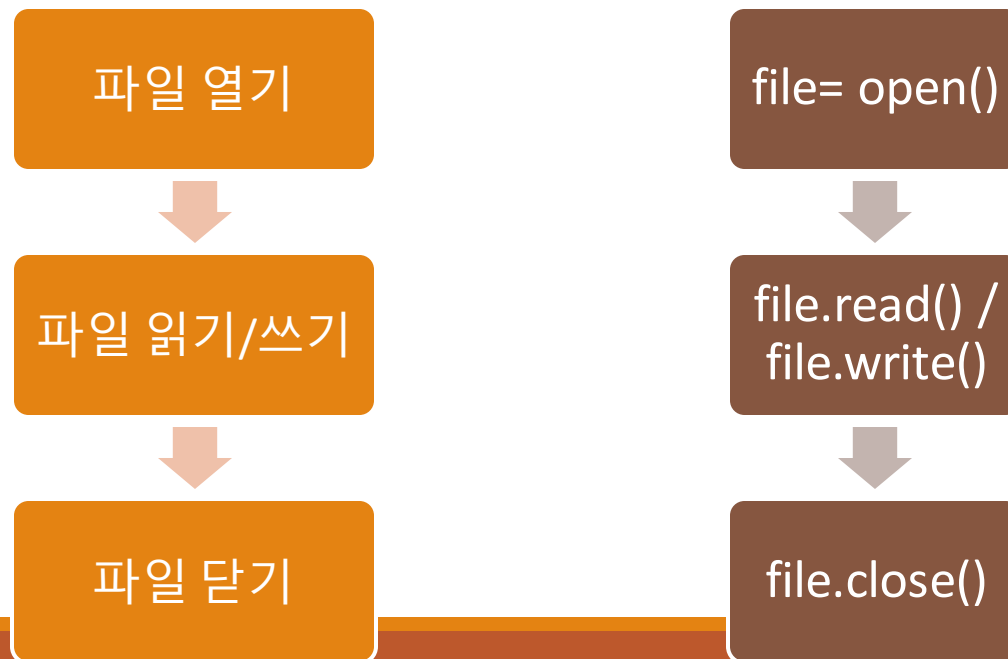 파일 열기
file= open()
파일 읽기/쓰기
file.read() /
file.write()
파일 닫기
file.close()